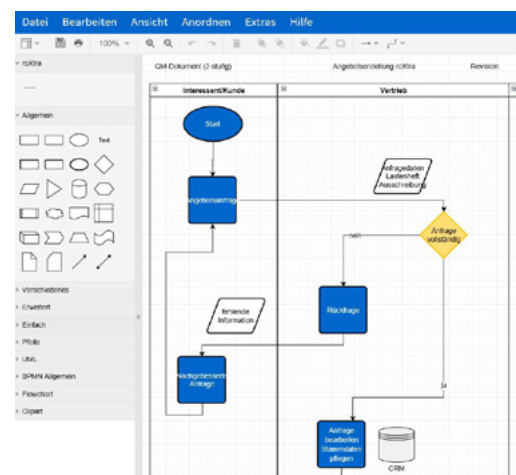 Datei Bearbeiten Ansicht Anordnen Extras Hilfe
100%
roXtra
QM-Dokument (2-stufig) Angebotserstellung roXtra Revision:
Interessent/Kunde Vertrieb
Allgemein
Text
Start
Anfragedaten
Lastenheft
Ausschreibung
Angebotsanfrage
Anfrage
vollständig
nein
Verschiedenes
Erweitert
Einfach
Pfeile
UML
BPMN Allgemein
Flowchart
Clipart
fehlende
Information
Rückfrage
Nachgebesserte
Anfrage
ja
Anfrage
bearbeiten
Stammdaten
pflegen
CRM